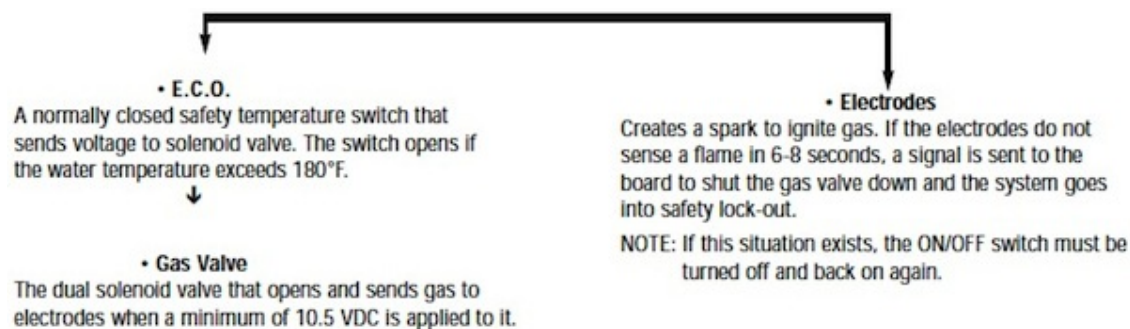 • E.C.O.
A normally closed safety temperature switch that
sends voltage to solenoid valve. The switch opens if
the water temperature exceeds 180°F.
• Gas Valve
The dual solenoid valve that opens and sends gas to
electrodes when a minimum of 10.5 VDC is applied to it.
• Electrodes
Creates a spark to ignite gas. If the electrodes do not
sense a flame in 6-8 seconds, a signal is sent to the
board to shut the gas valve down and the system goes
into safety lock-out.
NOTE: If this situation exists, the ON/OFF switch must be
turned off and back on again.